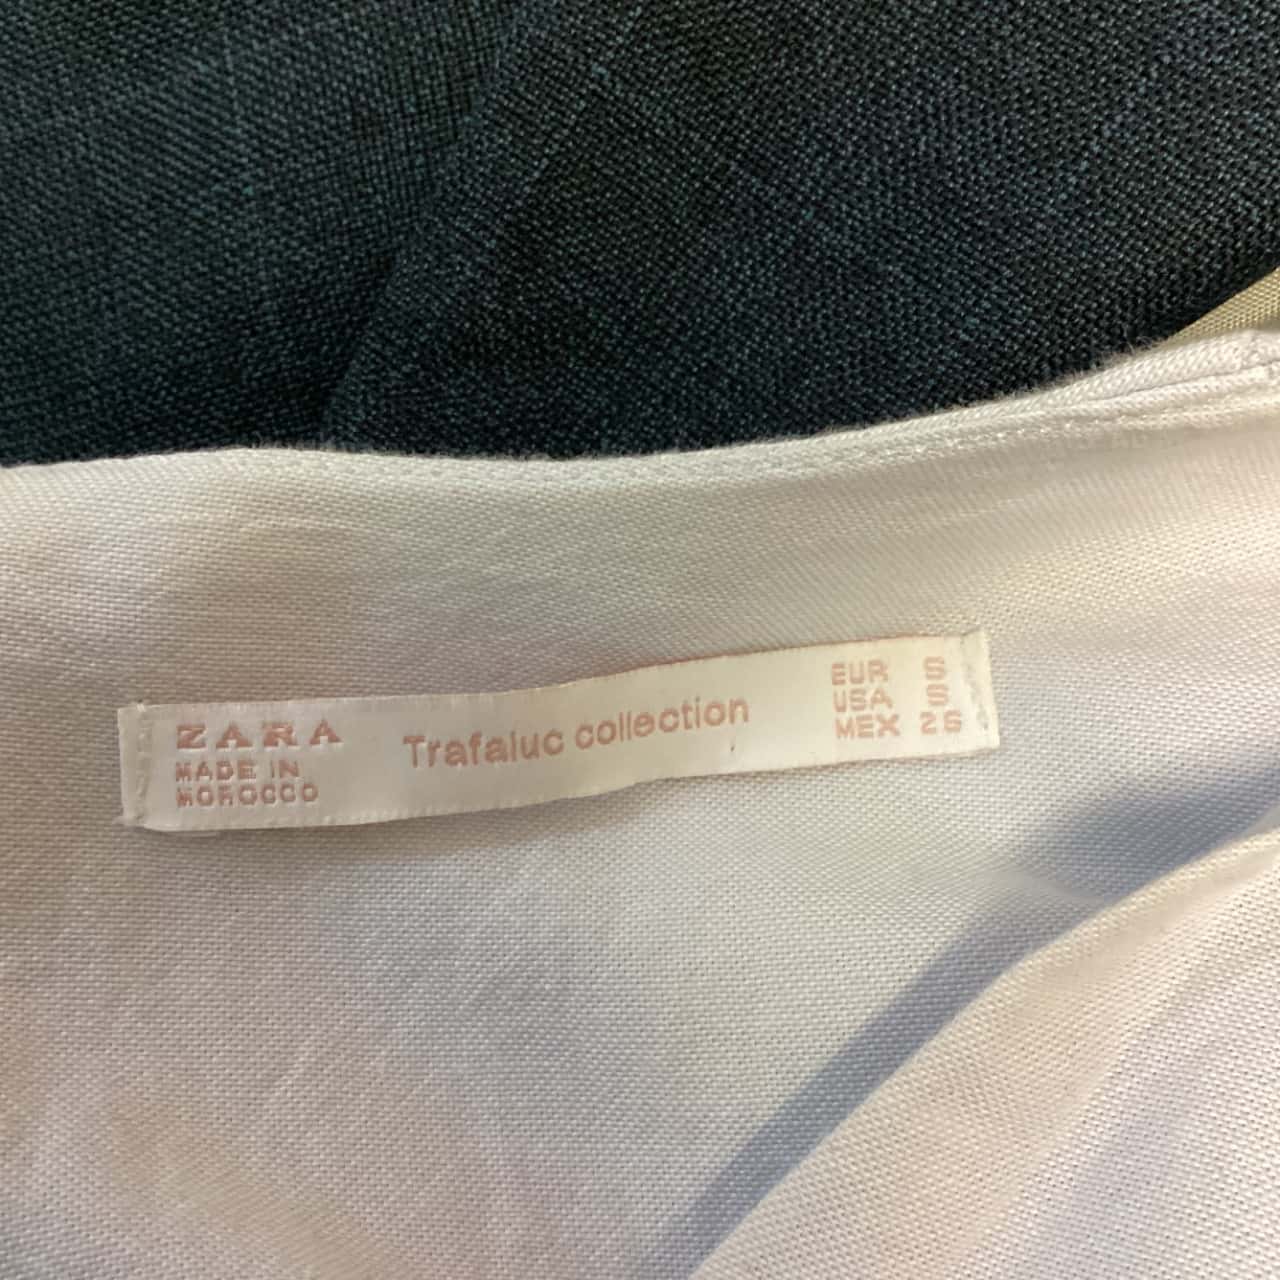 ZARA
MADE IN
MOROCCO
Trafaluc collection
EUR S
USA S
MEX 26